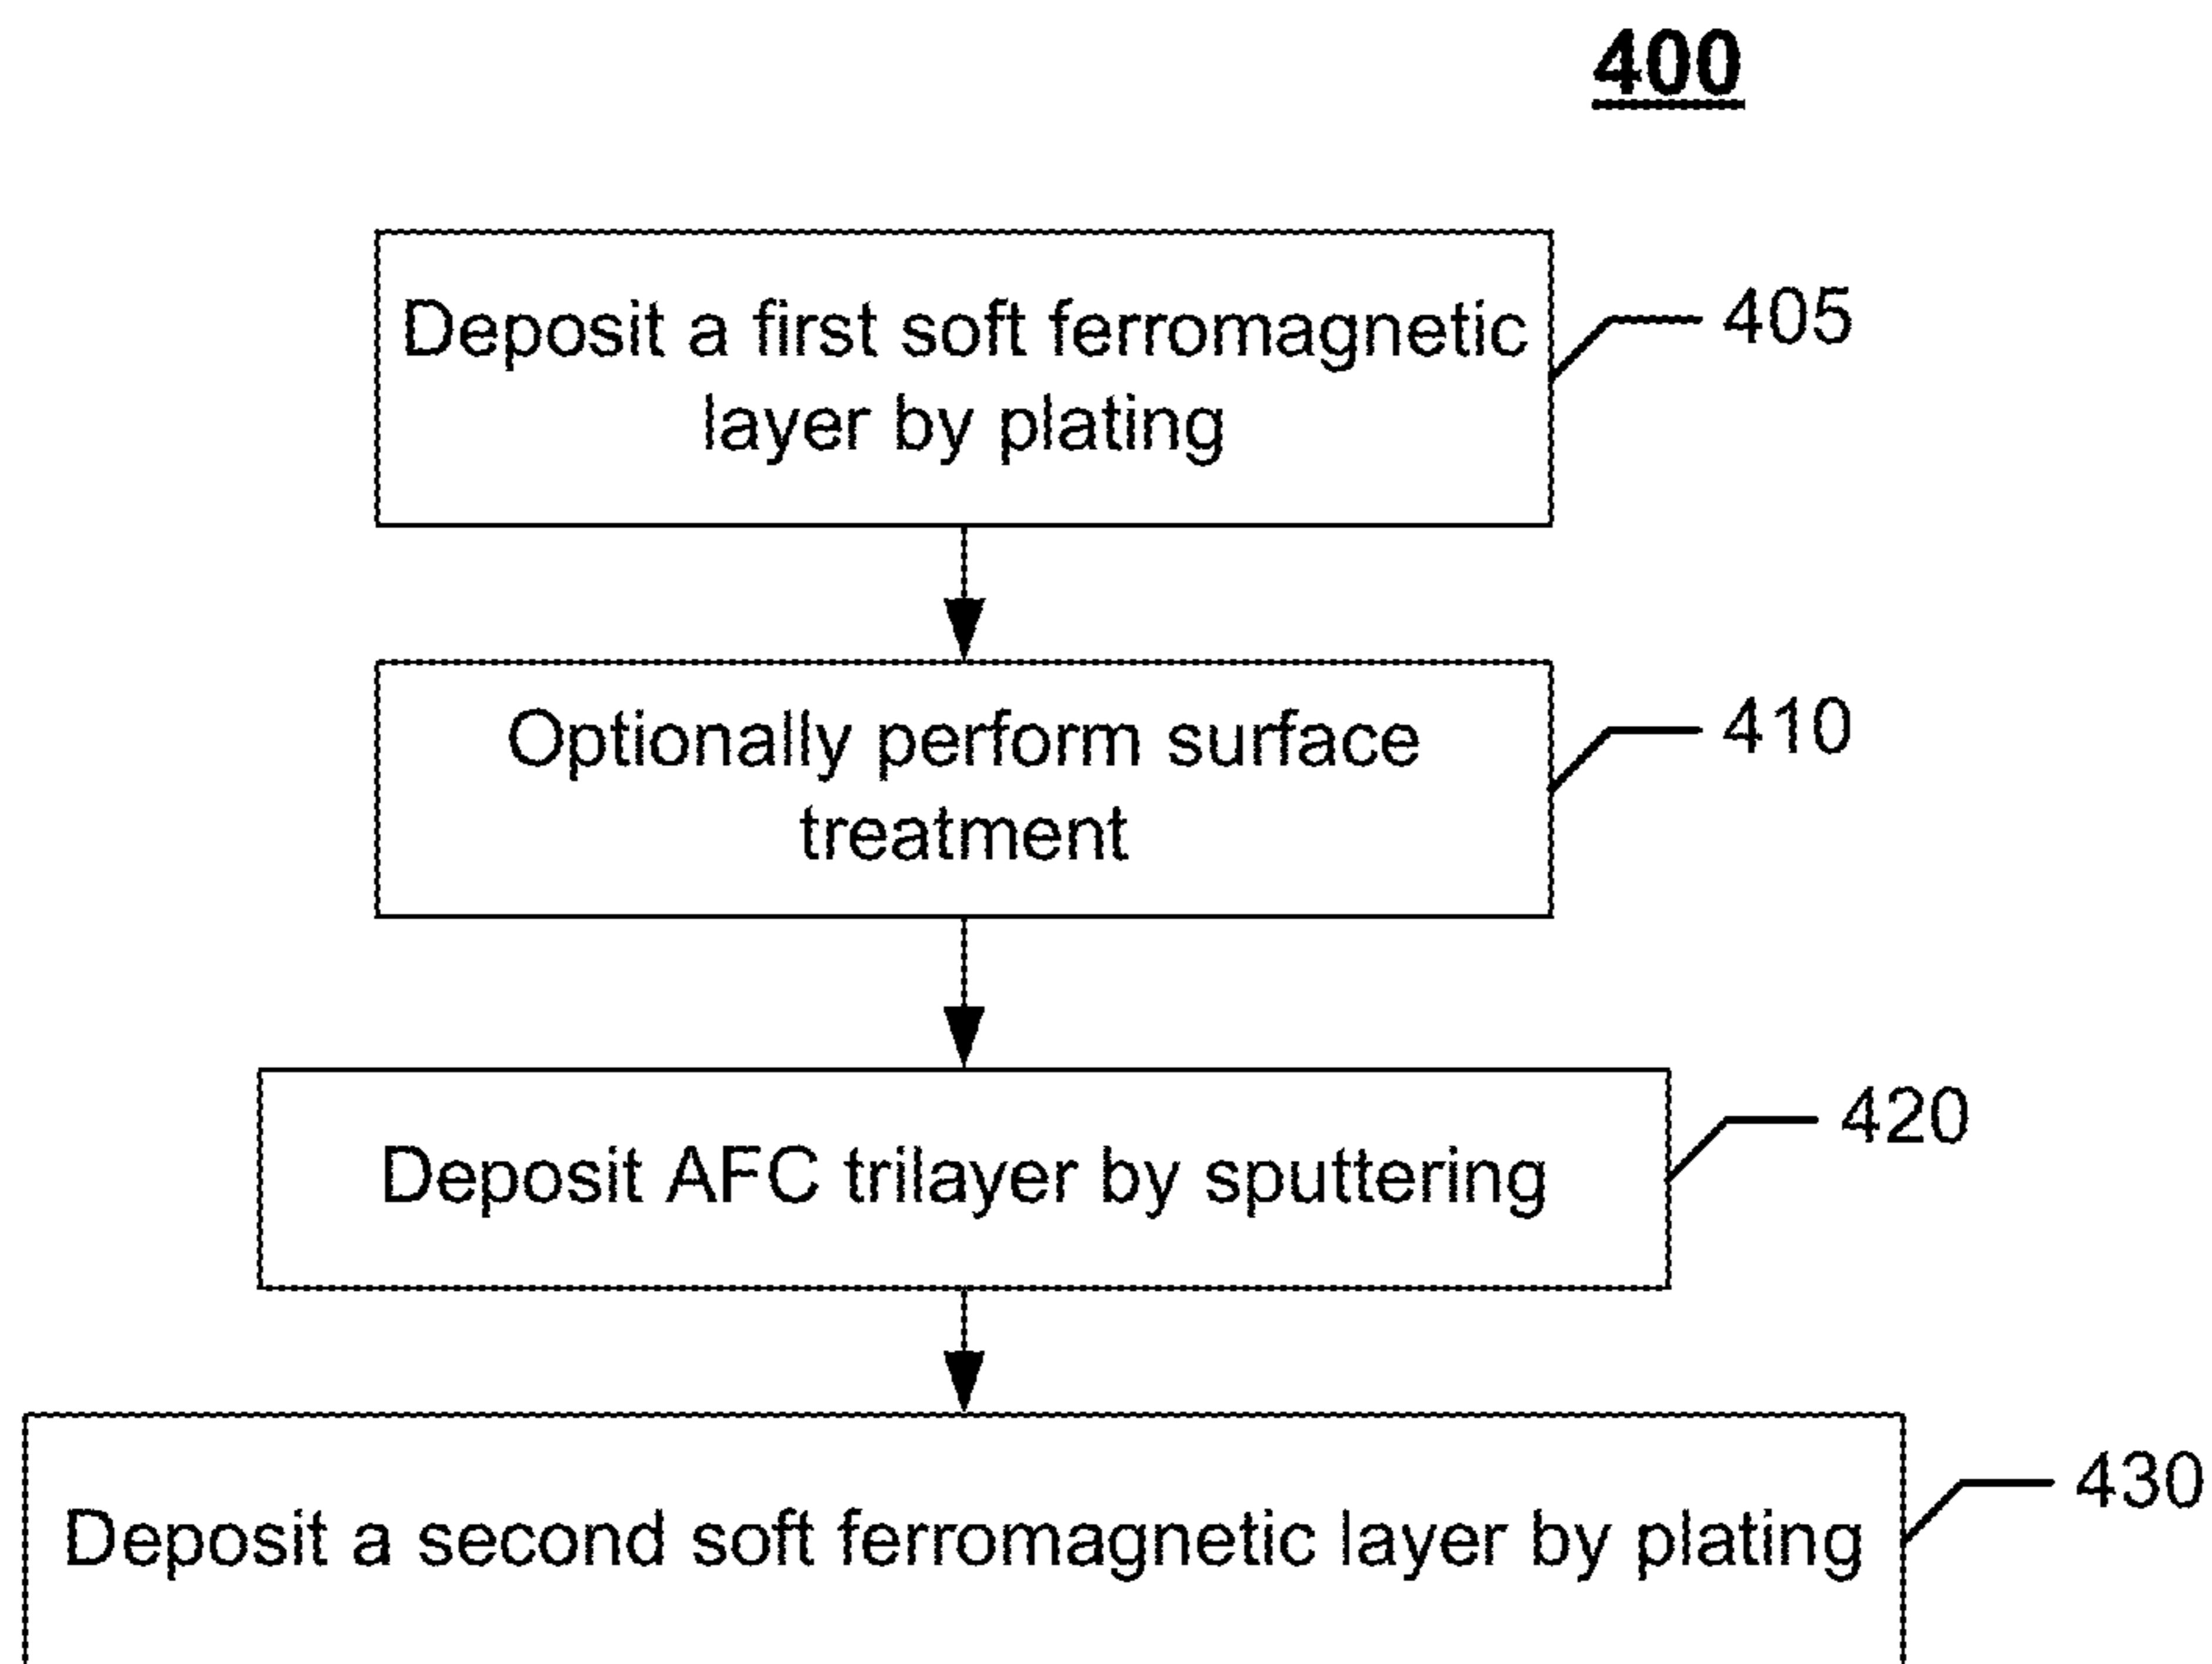 400
Deposit a first soft ferromagnetic
layer by plating
405
Optionally perform surface
treatment
410
Deposit AFC trilayer by sputtering
420
Deposit a second soft ferromagnetic layer by plating
430